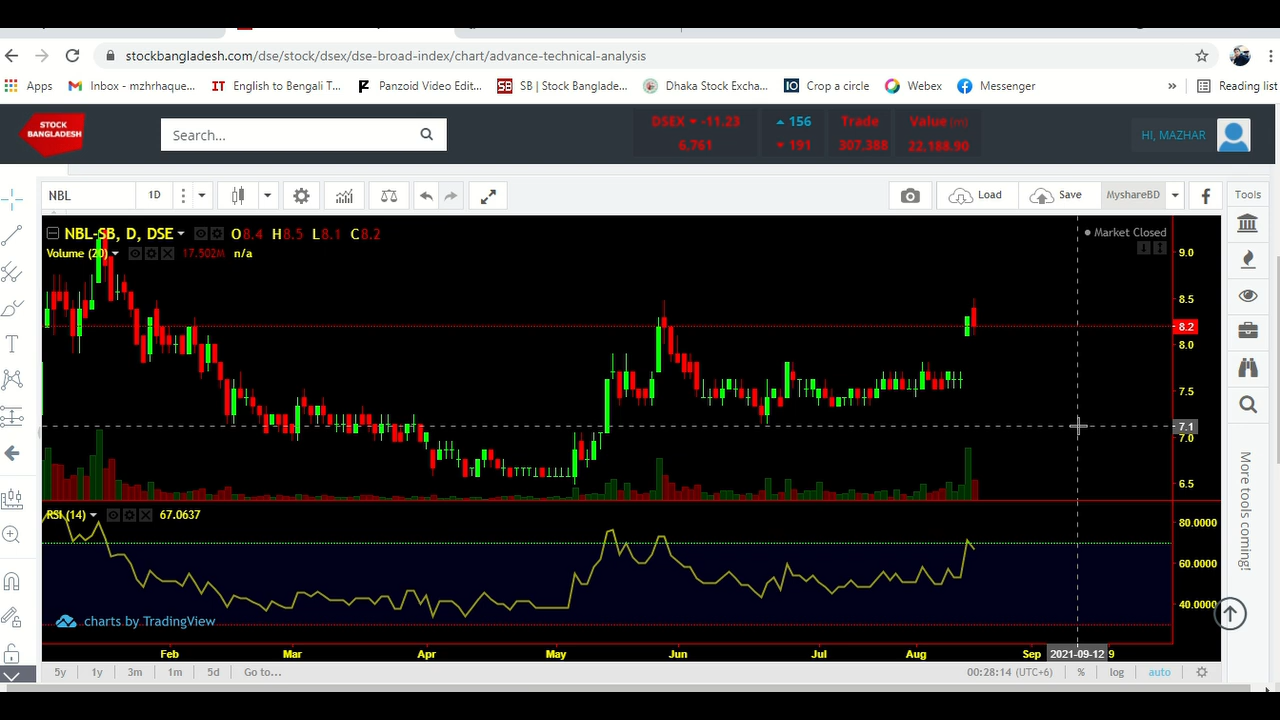 stockbangladesh.com/dse/stock/dsex/dse-broad-index/chart/advance-technical-analysis
Apps Inbox - mzhrhaque... English to Bengali T... Panzoid Video Edit... SB | Stock Banglade... Dhaka Stock Excha... Crop a circle Webex Messenger » Reading list
STOCK
BANGLADESH
Search...
DSEX -11.23 156 Trade Value (m)
6.761 191 307.388 22,188.90
HI, MAZHAR
NBL 1D Load Save MyshareBD Tools
NBL-SB, D, DSE O8.4 H8.5 L8.1 C8.2 Market Closed
Volume (20) 17.502M n/a
9.0
8.5
8.2
8.0
7.5
7.1
7.0
6.5
More tools coming!
RSI (14) 67.0637
80.0000
60.0000
40.0000
charts by TradingView
Feb Mar Apr May Jun Jul Aug Sep 2021-09-12 9
5y 1y 3m 1m 5d Go to... 00:28:14 (UTC+6) % log auto